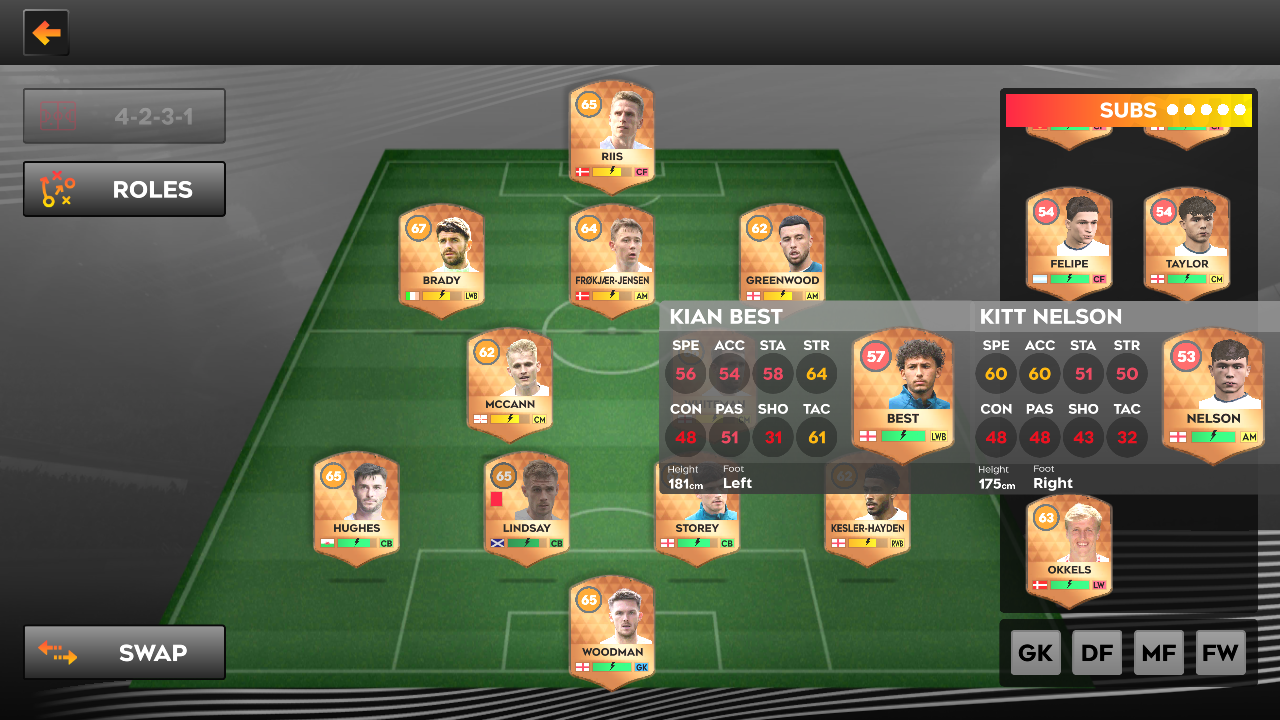 4-2-3-1
ROLES
SUBS
65
RIIS
CF
67
BRADY
LWB
64
FRØKJÆR-JENSEN
AM
62
GREENWOOD
AM
54
FELIPE
CF
54
TAYLOR
CM
62
MCCANN
CM
KIAN BEST
SPE ACC STA STR
56 54 58 64
CON PAS SHO TAC
48 51 31 61
Height Foot
181cm Left
57
BEST
LWB
KITT NELSON
SPE ACC STA STR
60 60 51 50
CON PAS SHO TAC
48 48 43 32
Height Foot
175cm Right
53
NELSON
AM
65
HUGHES
CB
65
LINDSAY
CB
STOREY
CB
62
KESLER-HAYDEN
RWB
63
OKKELS
LW
65
WOODMAN
GK
SWAP
GK DF MF FW